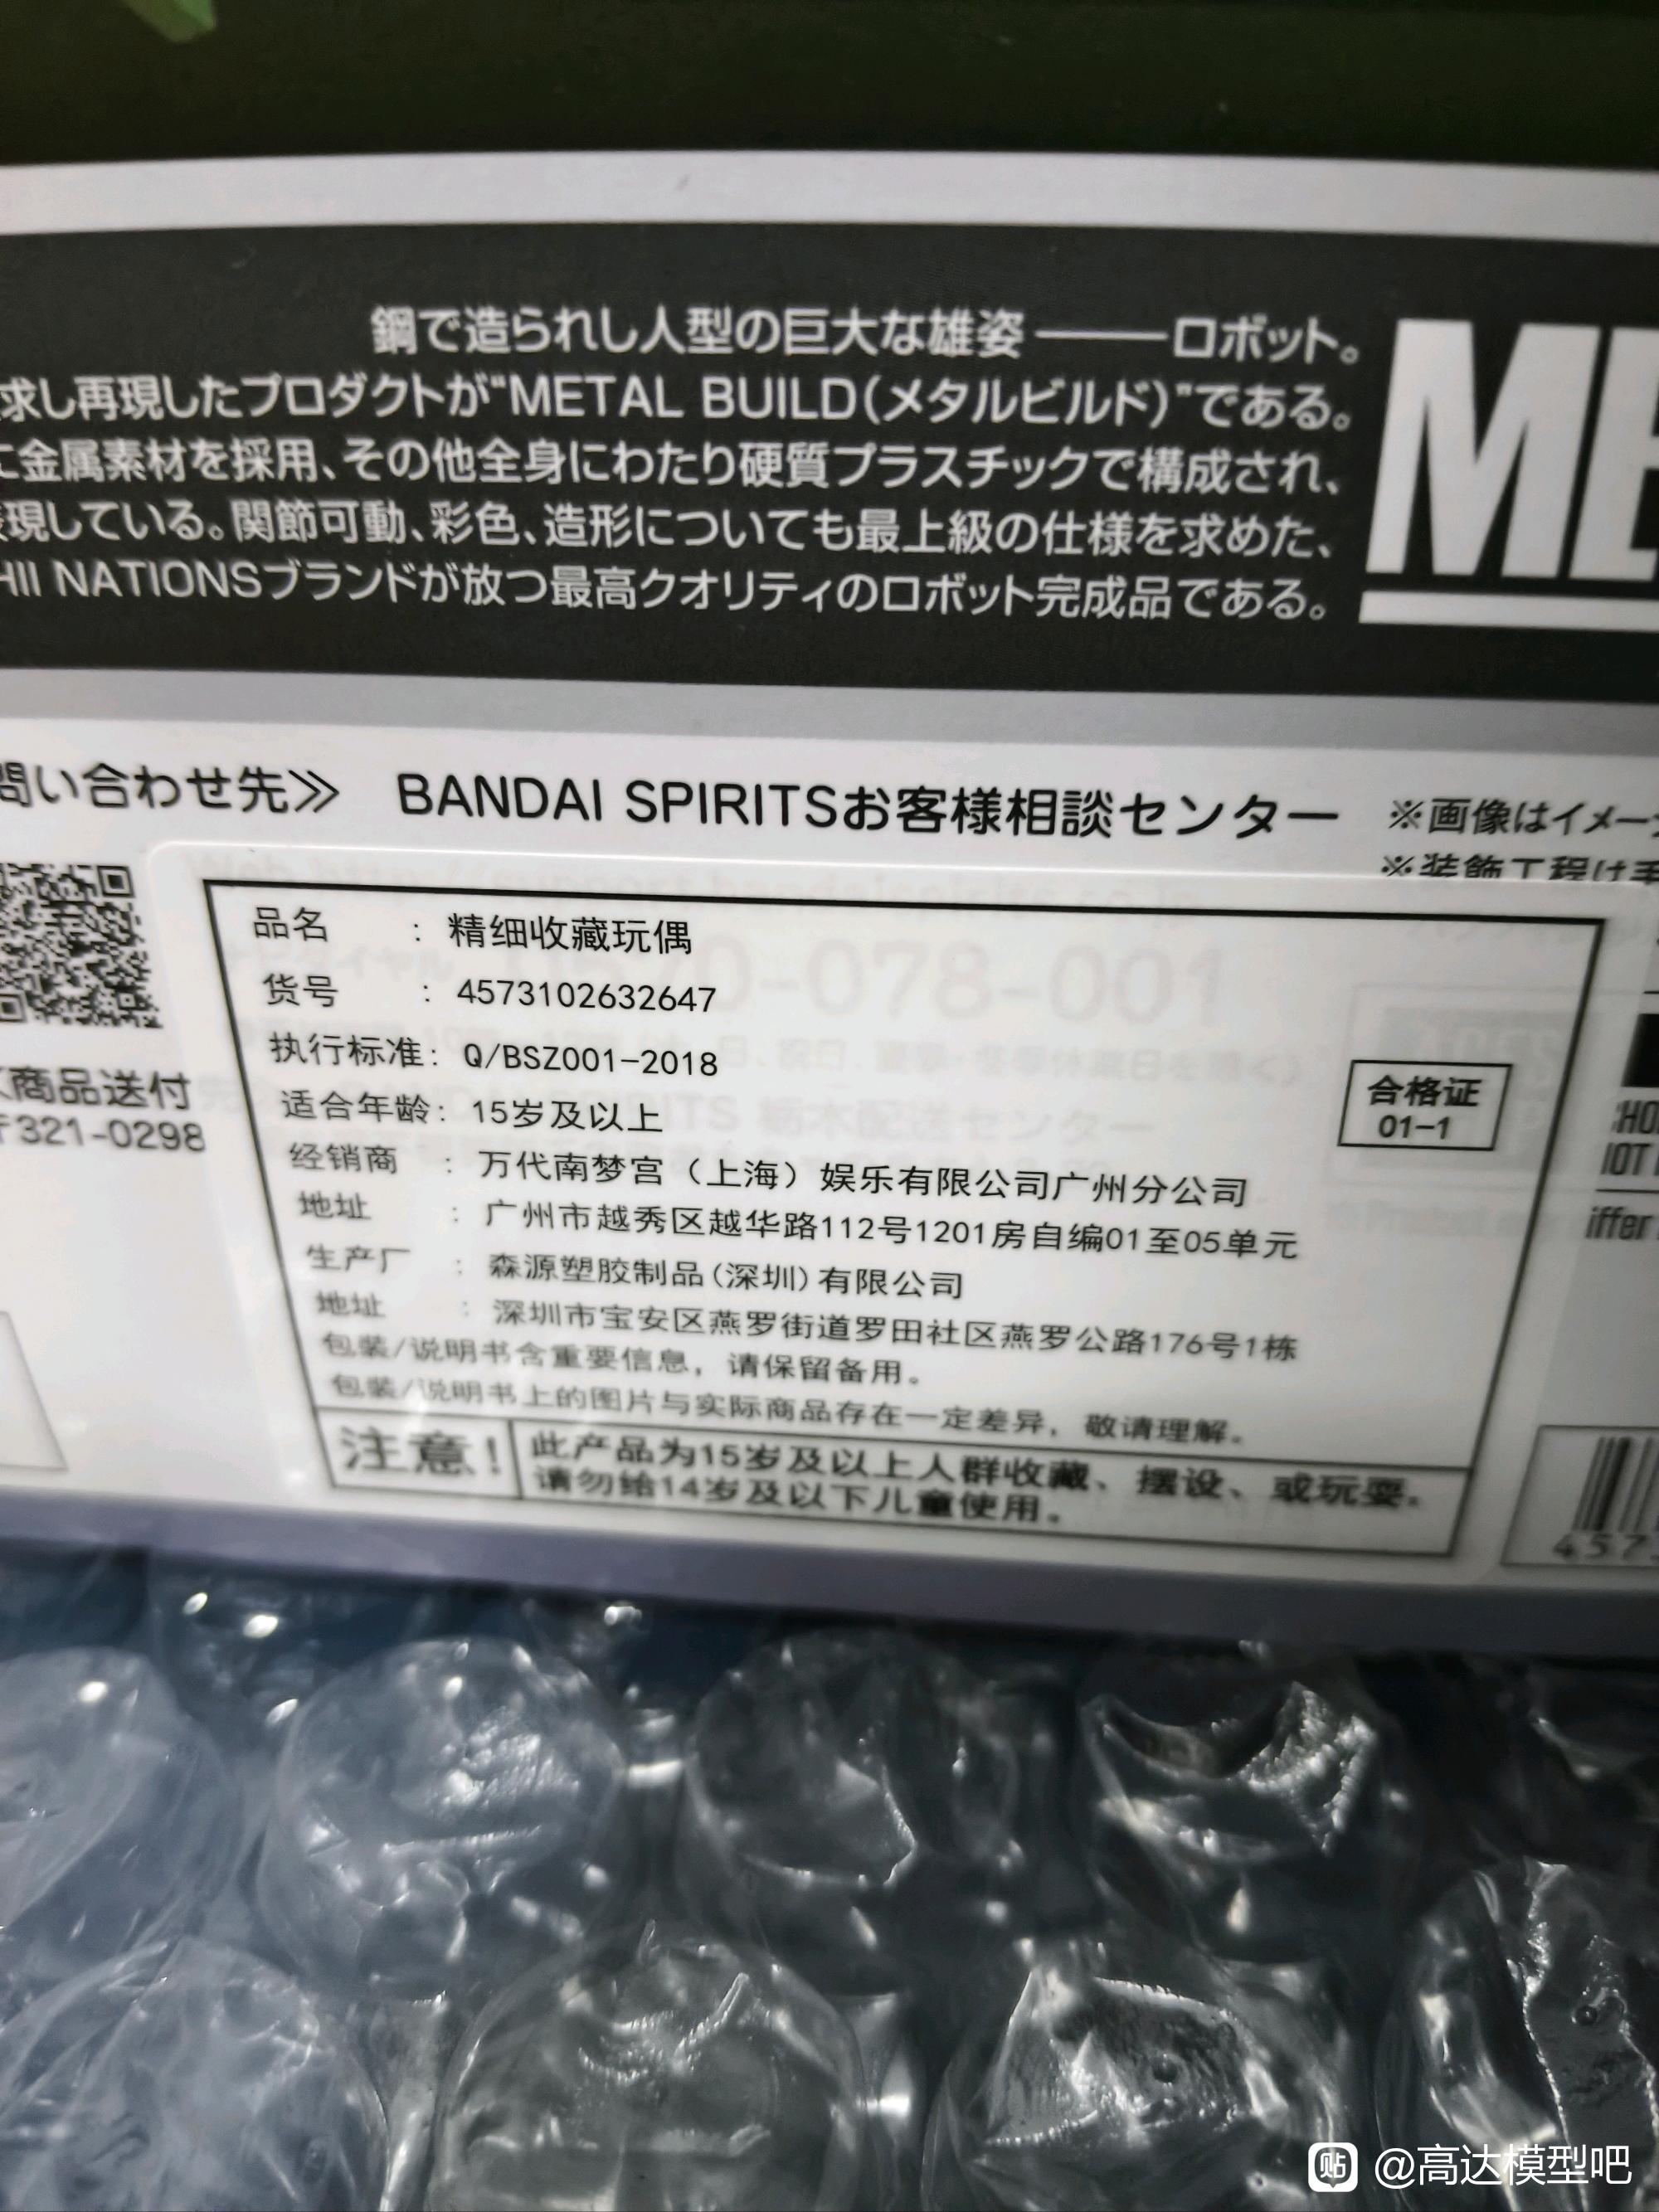 鋼で造られし人型の巨大な雄姿――ロボット。
求し再現したプロダクトが“METAL BUILD(メタルビルド)”である。
に金属素材を採用、その他全身にわたり硬質プラスチックで構成され、
現している。関節可動、彩色、造形についても最上級の仕様を求めた、
HII NATIONSブランドが放つ最高クオリティのロボット完成品である。
問い合わせ先≫ BANDAI SPIRITSお客様相談センター
※画像はイメー
※装飾工程は手
商品送付
〒321-0298
0-078-001
栃木配送センター
品名 : 精细收藏玩偶
货号 : 4573102632647
执行标准: Q/BSZ001-2018
适合年龄: 15岁及以上
合格证
01-1
经销商 : 万代南梦宫（上海）娱乐有限公司广州分公司
地址 : 广州市越秀区越华路112号1201房自编01至05单元
生产厂 : 森源塑胶制品(深圳)有限公司
地址 : 深圳市宝安区燕罗街道罗田社区燕罗公路176号1栋
包装/说明书含重要信息，请保留备用。
包装/说明书上的图片与实际商品存在一定差异，敬请理解。
注意! 此产品为15岁及以上人群收藏、摆设、或玩耍.
请勿给14岁及以下儿童使用。
457
@高达模型吧